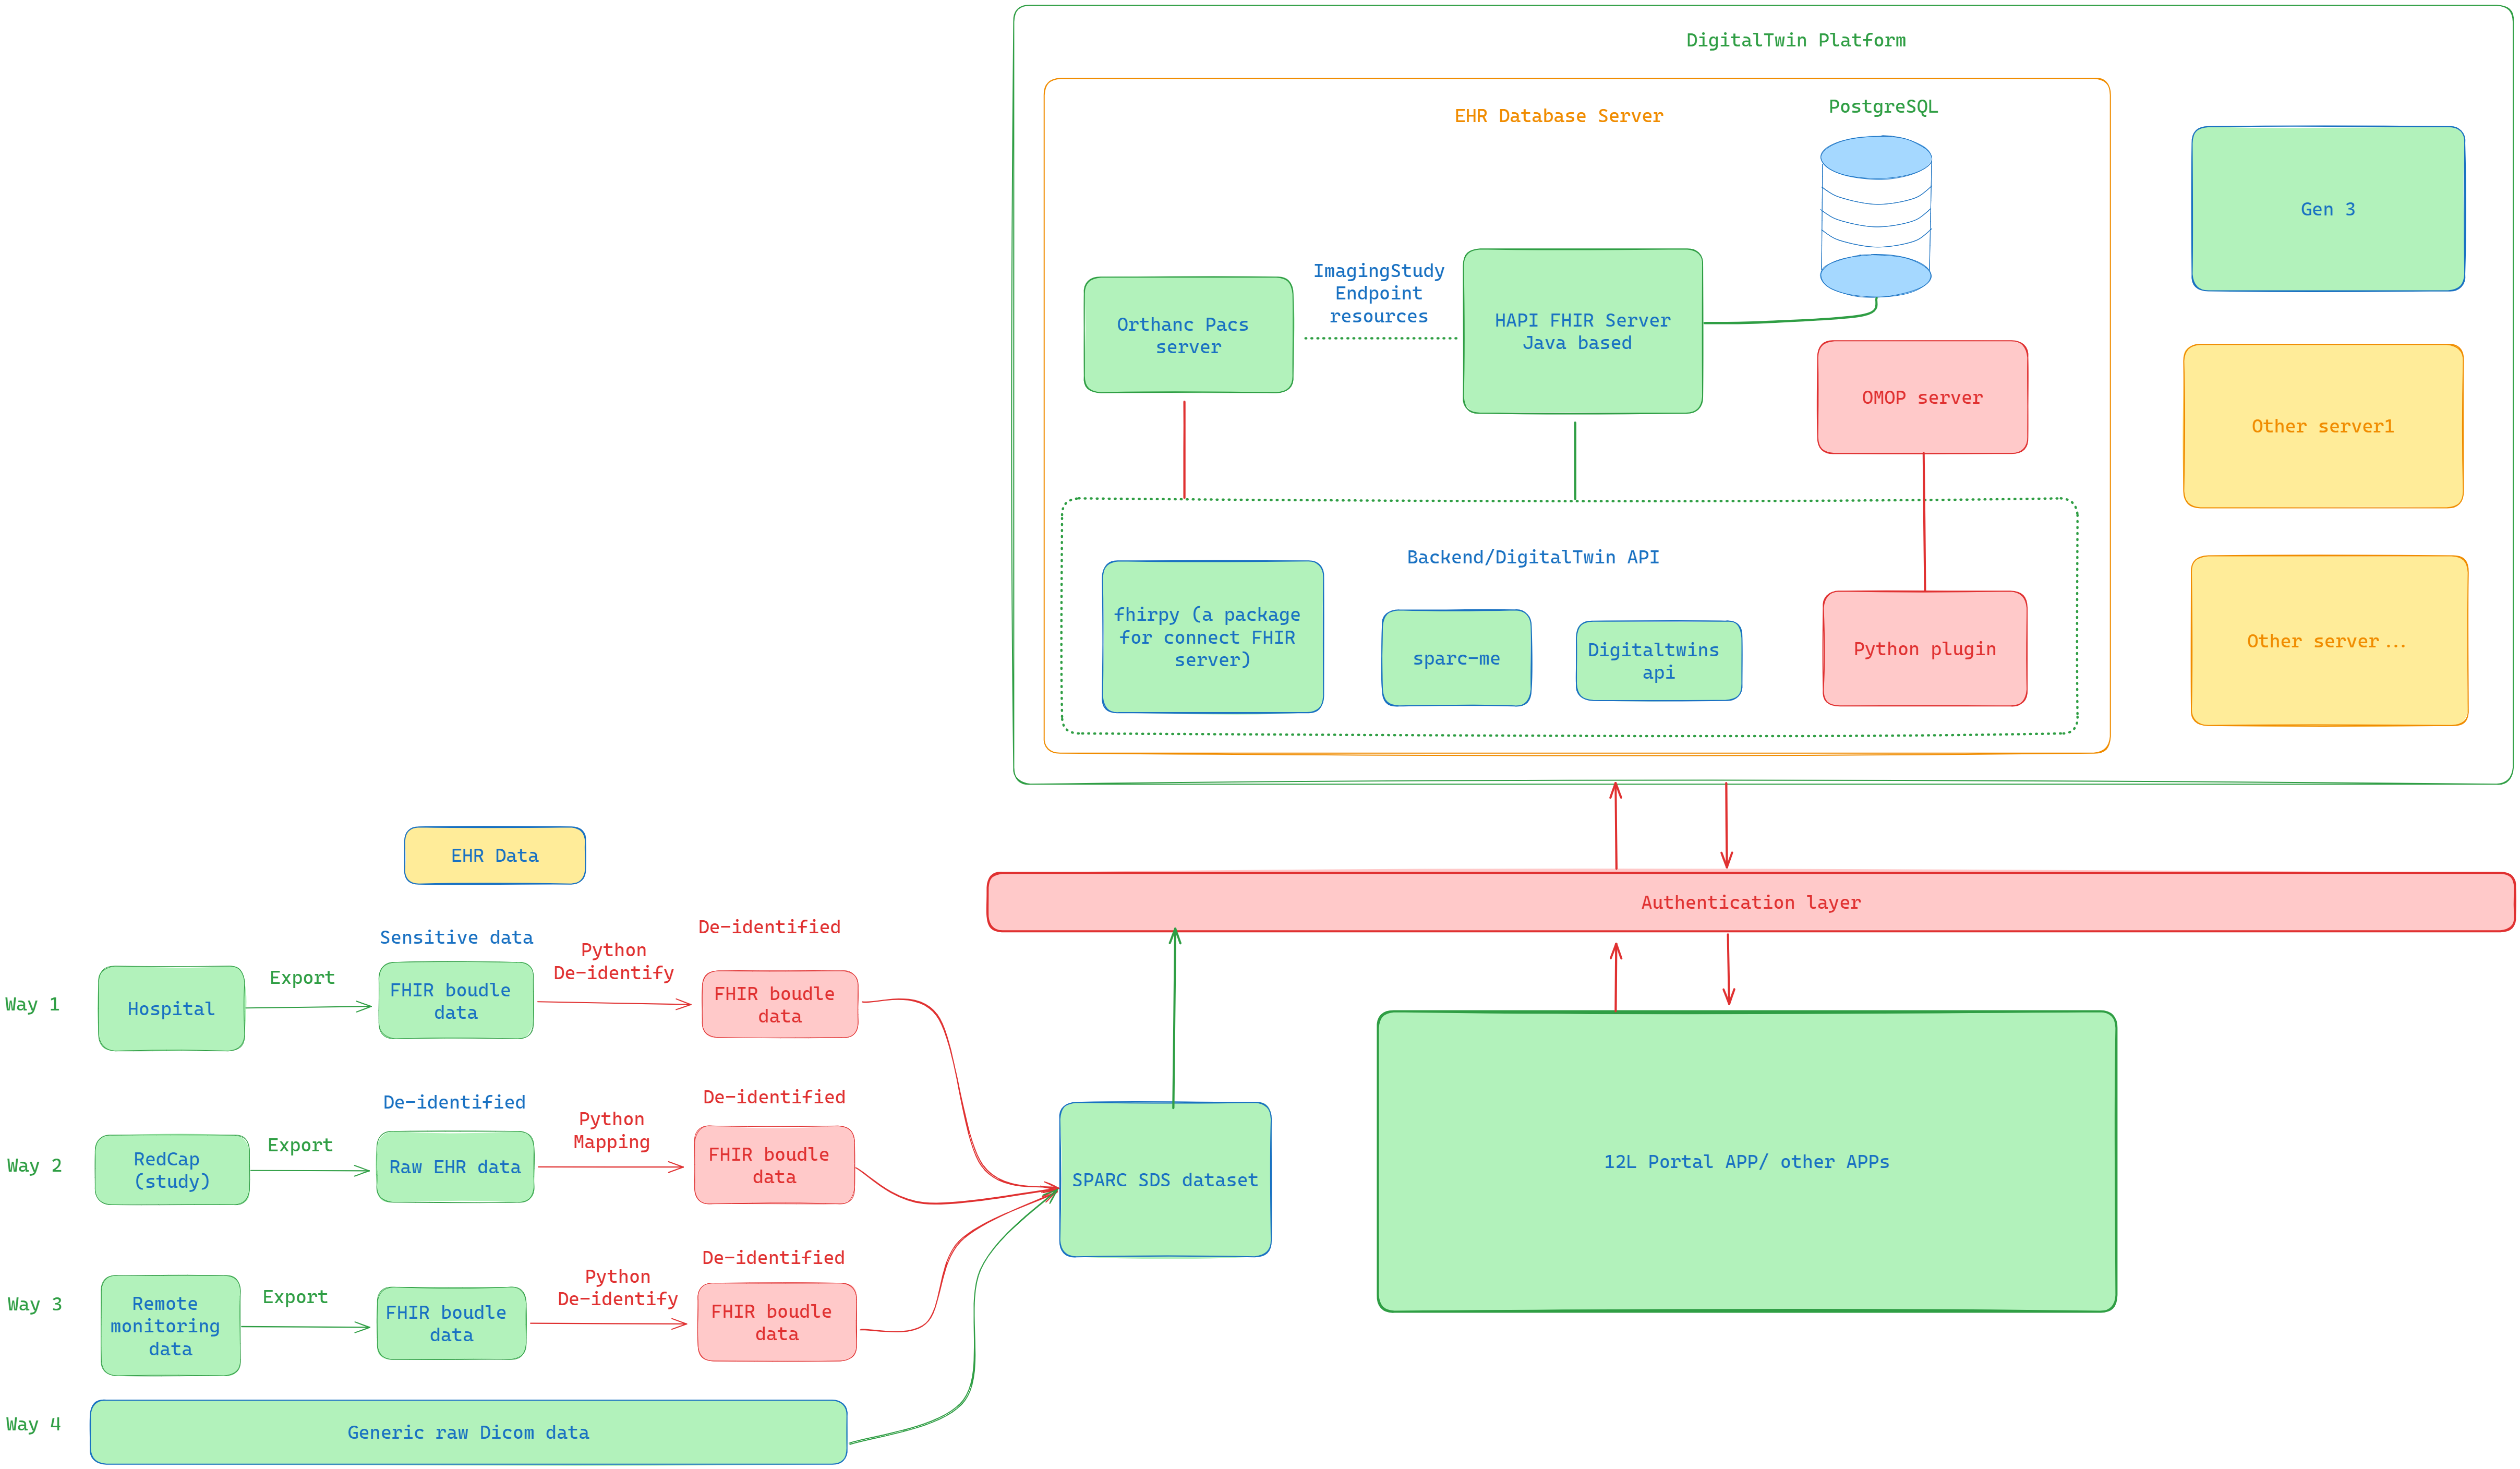 DigitalTwin Platform
EHR Database Server
PostgreSQL
Gen 3
ImagingStudy
Endpoint
resources
Orthanc Pacs
server
HAPI FHIR Server
Java based
OMOP server
Other server1
Backend/DigitalTwin API
fhirpy (a package
for connect FHIR
server)
sparc-me
Digitaltwins
api
Python plugin
Other server...
EHR Data
Authentication layer
Way 1
Hospital
Export
Sensitive data
FHIR boudle
data
Python
De-identify
De-identified
FHIR boudle
data
Way 2
RedCap
(study)
Export
De-identified
Raw EHR data
Python
Mapping
De-identified
FHIR boudle
data
SPARC SDS dataset
12L Portal APP/ other APPs
Way 3
Remote
monitoring
data
Export
FHIR boudle
data
Python
De-identify
De-identified
FHIR boudle
data
Way 4
Generic raw Dicom data